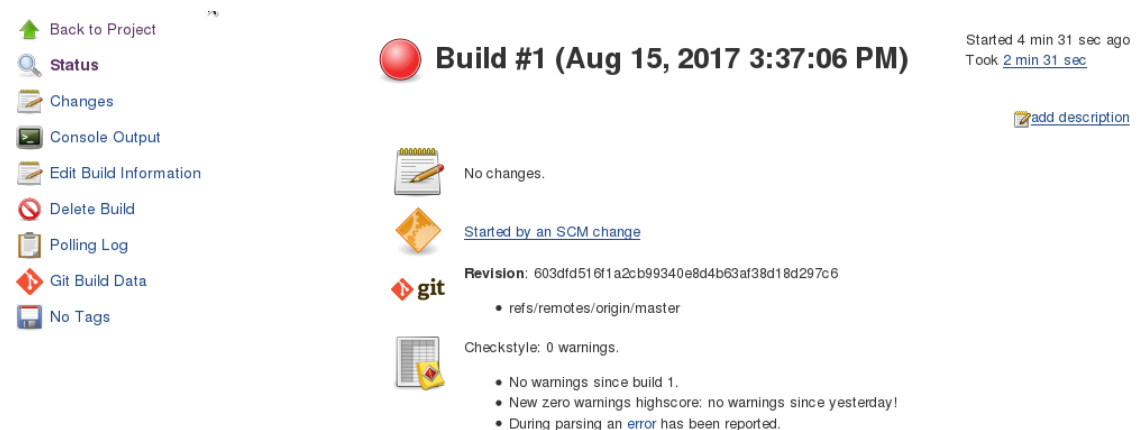 Back to Project
Status
Changes
Console Output
Edit Build Information
Delete Build
Polling Log
Git Build Data
No Tags
Build #1 (Aug 15, 2017 3:37:06 PM)
Started 4 min 31 sec ago
Took 2 min 31 sec
add description
No changes.
Started by an SCM change
git
Revision: 603dfd516f1a2cb99340e8d4b63af38d18d297c6
refs/remotes/origin/master
Checkstyle: 0 warnings.
No warnings since build 1.
New zero warnings highscore: no warnings since yesterday!
During parsing an error has been reported.